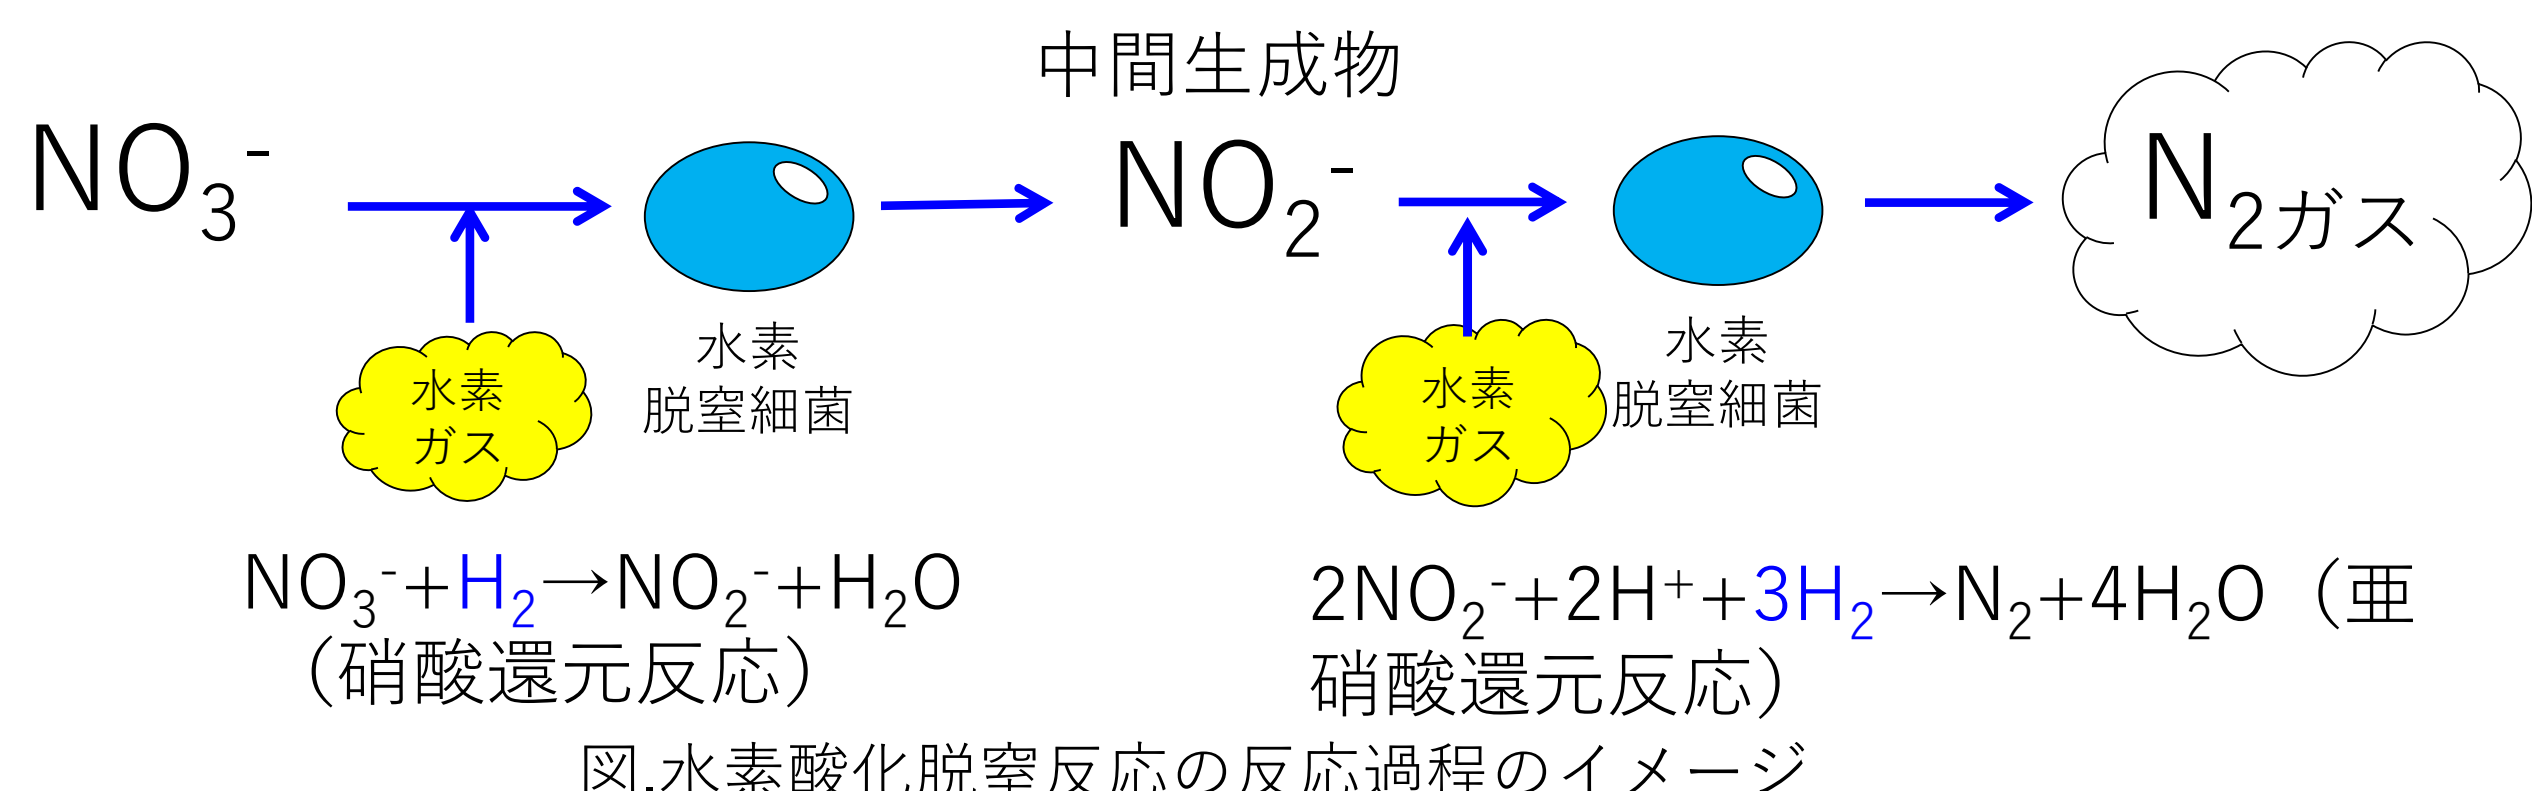 中間生成物
NO₃⁻
NO₂⁻
N₂ガス
水素
ガス
水素
脱窒細菌
水素
ガス
水素
脱窒細菌
NO₃⁻+H₂→NO₂⁻+H₂O
（硝酸還元反応）
2NO₂⁻+2H⁺+3H₂→N₂+4H₂O（亜
硝酸還元反応）
図.水素酸化脱窒反応の反応過程のイメージ